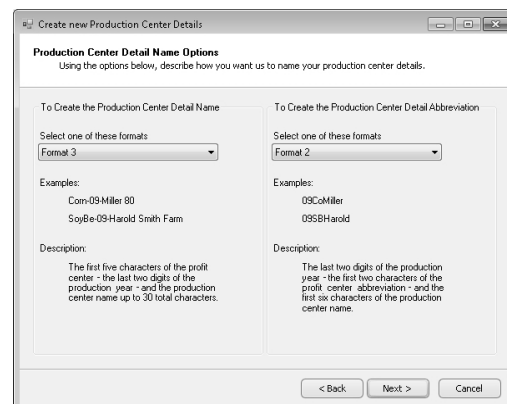 Create new Production Center Details
Production Center Detail Name Options
Using the options below, describe how you want us to name your production center details.
To Create the Production Center Detail Name
Select one of these formats
Format 3
Examples:
Corn-09-Miller 80
SoyBe-09-Harold Smith Farm
Description:
The first five characters of the profit
center - the last two digits of the
production year - and the production
center name up to 30 total characters.
To Create the Production Center Detail Abbreviation
Select one of these formats
Format 2
Examples:
09CoMiller
09SBHarold
Description:
The last two digits of the production
year - the first two characters of the
profit center abbreviation - and the
first six characters of the production
center name.
< Back
Next >
Cancel